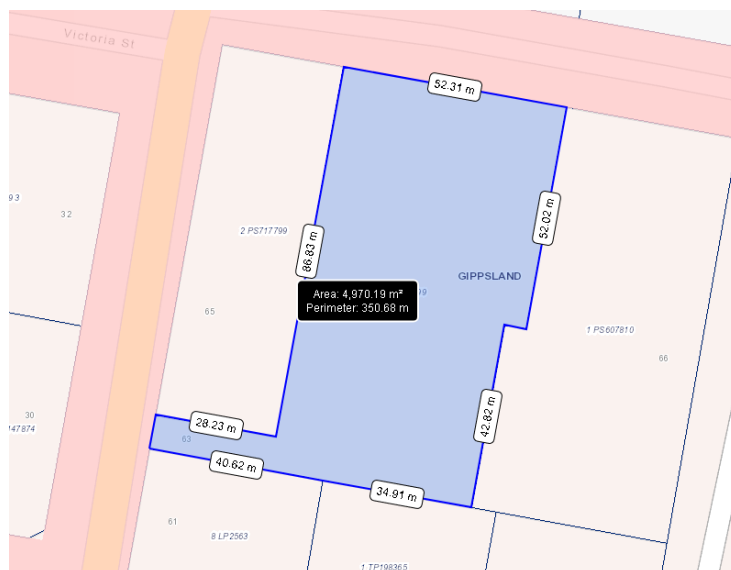 Victoria St
52.31 m
93
32
52.02 m
2 PS717799
86.83 m
GIPPSLAND
Area: 4,970.19 m²
Perimeter: 350.68 m
99
65
1 PS607810
66
30
147874
28.23 m
63
42.82 m
40.62 m
34.91 m
61
8 LP2563
1 TP198365